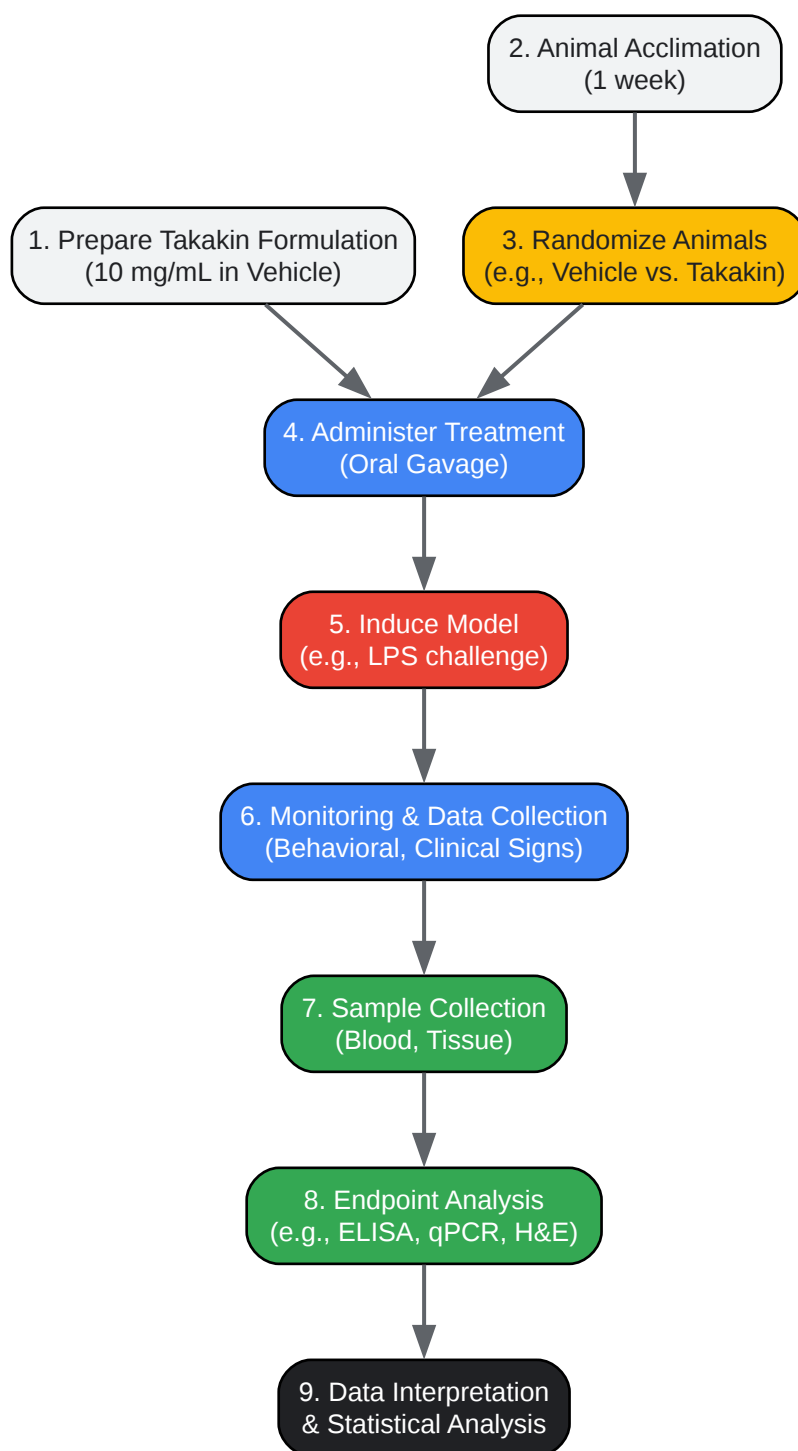 2. Animal Acclimation
(1 week)
1. Prepare Takakin Formulation
(10 mg/mL in Vehicle)
3. Randomize Animals
(e.g., Vehicle vs. Takakin)
4. Administer Treatment
(Oral Gavage)
5. Induce Model
(e.g., LPS challenge)
6. Monitoring & Data Collection
(Behavioral, Clinical Signs)
7. Sample Collection
(Blood, Tissue)
8. Endpoint Analysis
(e.g., ELISA, qPCR, H&E)
9. Data Interpretation
& Statistical Analysis